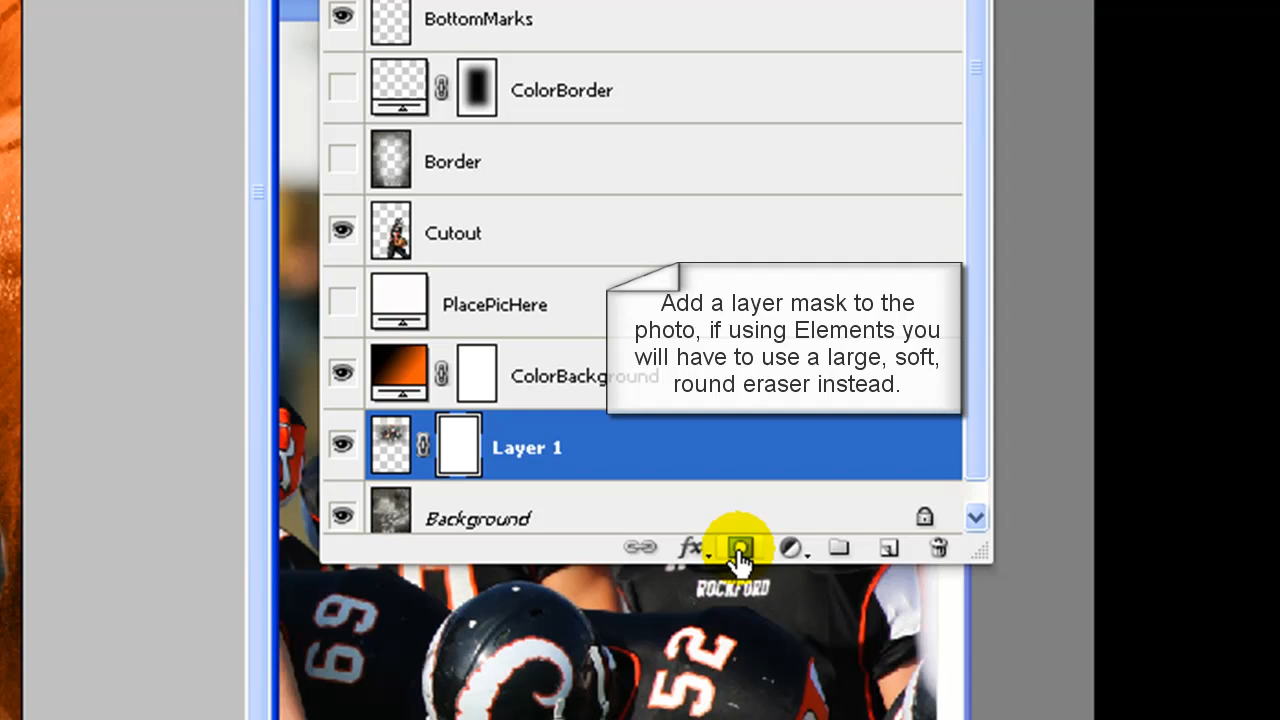 BottomMarks
ColorBorder
Border
Cutout
PlacePicHere
Add a layer mask to the
photo, if using Elements you
will have to use a large, soft,
round eraser instead.
ColorBackground
Layer 1
Background
fx
ROCKFORD
69
52